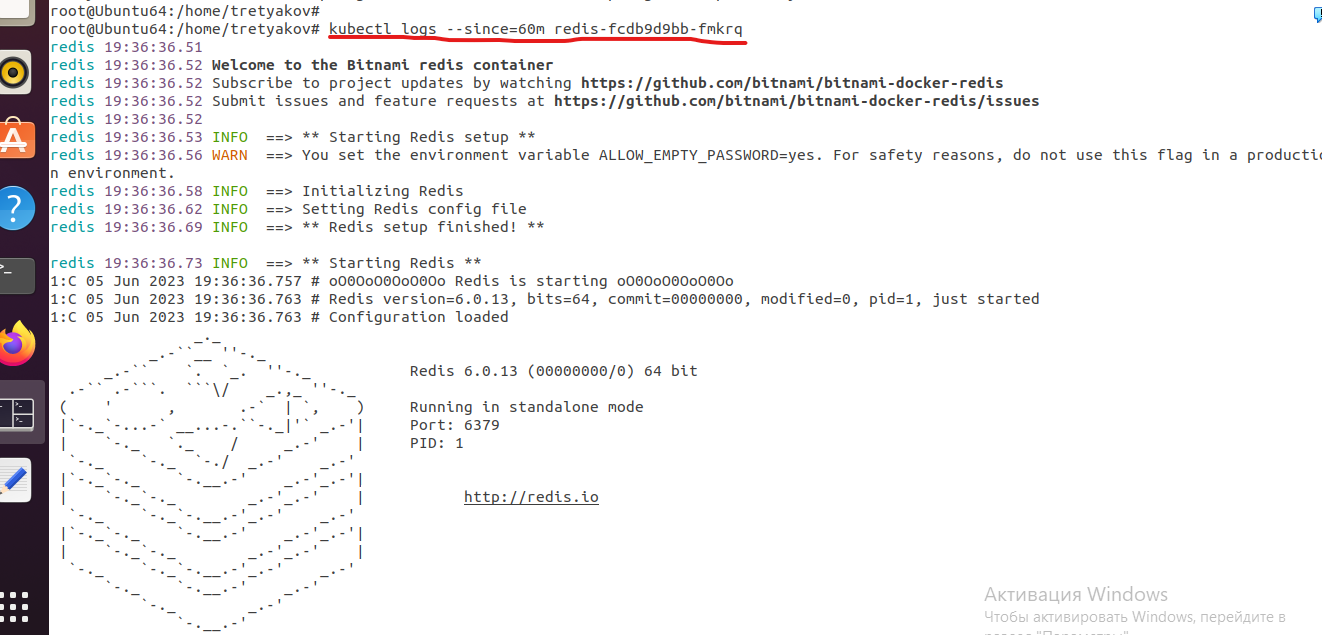 root@Ubuntu64:/home/tretyakov#
root@Ubuntu64:/home/tretyakov# kubectl logs --since=60m redis-fcdb9d9bb-fmkrq
redis 19:36:36.51
redis 19:36:36.52 Welcome to the Bitnami redis container
redis 19:36:36.52 Subscribe to project updates by watching https://github.com/bitnami/bitnami-docker-redis
redis 19:36:36.52 Submit issues and feature requests at https://github.com/bitnami/bitnami-docker-redis/issues
redis 19:36:36.52
redis 19:36:36.53 INFO  ==> ** Starting Redis setup **
redis 19:36:36.56 WARN  ==> You set the environment variable ALLOW_EMPTY_PASSWORD=yes. For safety reasons, do not use this flag in a productio
n environment.
redis 19:36:36.58 INFO  ==> Initializing Redis
redis 19:36:36.62 INFO  ==> Setting Redis config file
redis 19:36:36.69 INFO  ==> ** Redis setup finished! **
redis 19:36:36.73 INFO  ==> ** Starting Redis **
1:C 05 Jun 2023 19:36:36.757 # oO0OoO0OoO0Oo Redis is starting oO0OoO0OoO0Oo
1:C 05 Jun 2023 19:36:36.763 # Redis version=6.0.13, bits=64, commit=00000000, modified=0, pid=1, just started
1:C 05 Jun 2023 19:36:36.763 # Configuration loaded
Redis 6.0.13 (00000000/0) 64 bit
Running in standalone mode
Port: 6379
PID: 1
http://redis.io
Активация Windows
Чтобы активировать Windows, перейдите в